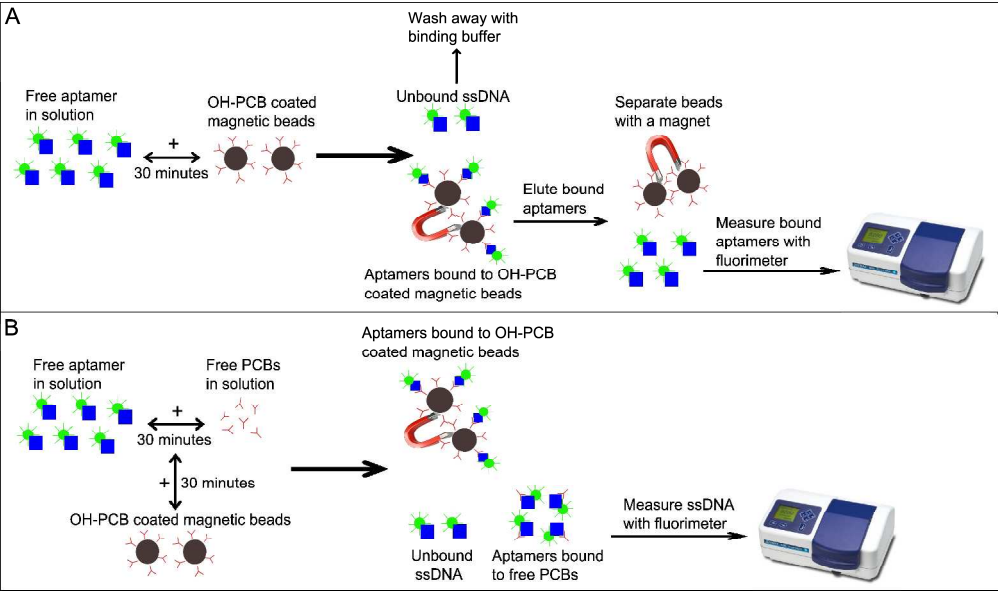 A
Wash away with
binding buffer
Free aptamer
in solution
+
30 minutes
OH-PCB coated
magnetic beads
Unbound ssDNA
Aptamers bound to OH-PCB
coated magnetic beads
Elute bound
aptamers
Separate beads
with a magnet
Measure bound
aptamers with
fluorimeter
B
Free aptamer
in solution
+
30 minutes
Free PCBs
in solution
+ 30 minutes
OH-PCB coated magnetic beads
Aptamers bound to OH-PCB
coated magnetic beads
Unbound
ssDNA
Aptamers bound
to free PCBs
Measure ssDNA
with fluorimeter